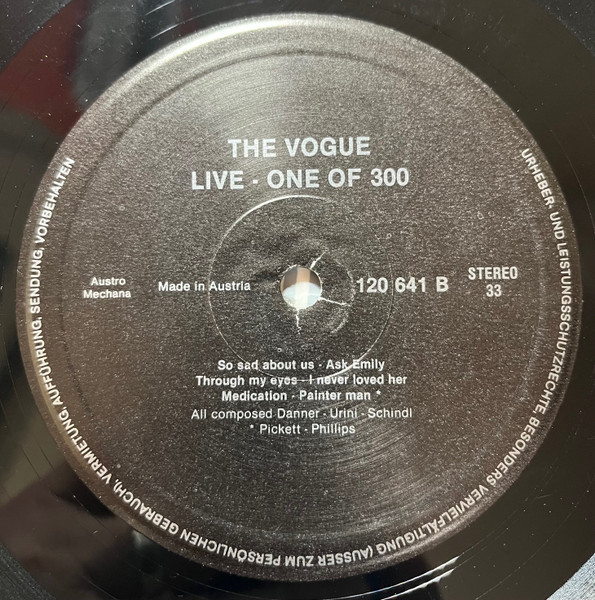 THE VOGUE
LIVE · ONE OF 300
Austro
Mechana
Made in Austria
120 641 B
STEREO
33
So sad about us · Ask Emily
Through my eyes · I never loved her
Medication · Painter man *
All composed Danner · Urini · Schindl
* Pickett · Phillips
URHEBER- UND LEISTUNGSSCHUTZRECHTE, BESONDERS VERVIELFÄLTIGUNG (AUSSER ZUM PERSÖNLICHEN GEBRAUCH), VERMIETUNG, AUFFÜHRUNG, SENDUNG, VORBEHALTEN